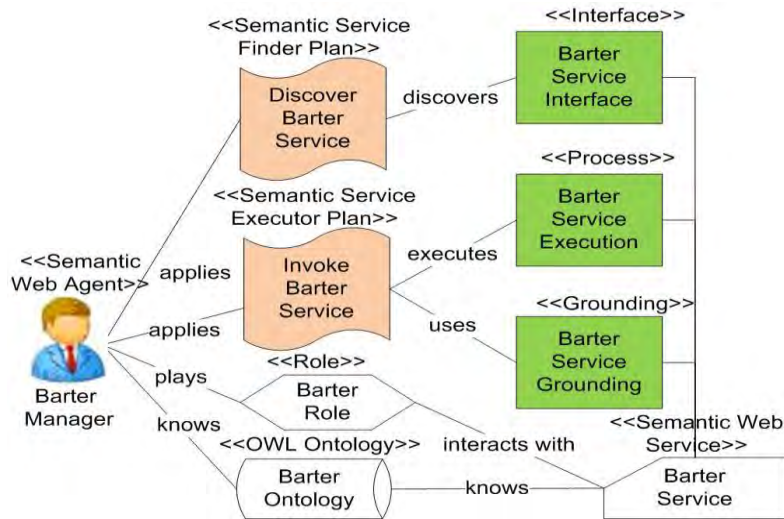 <<Semantic Service
Finder Plan>>
Discover
Barter
Service
discovers
<<Interface>>
Barter
Service
Interface
<<Semantic Service
Executor Plan>>
Invoke
Barter
Service
executes
uses
<<Process>>
Barter
Service
Execution
<<Grounding>>
Barter
Service
Grounding
<<Semantic
Web Agent>>
Barter
Manager
applies
applies
plays
knows
<<Role>>
Barter
Role
interacts with
<<OWL Ontology>>
Barter
Ontology
knows
<<Semantic Web
Service>>
Barter
Service